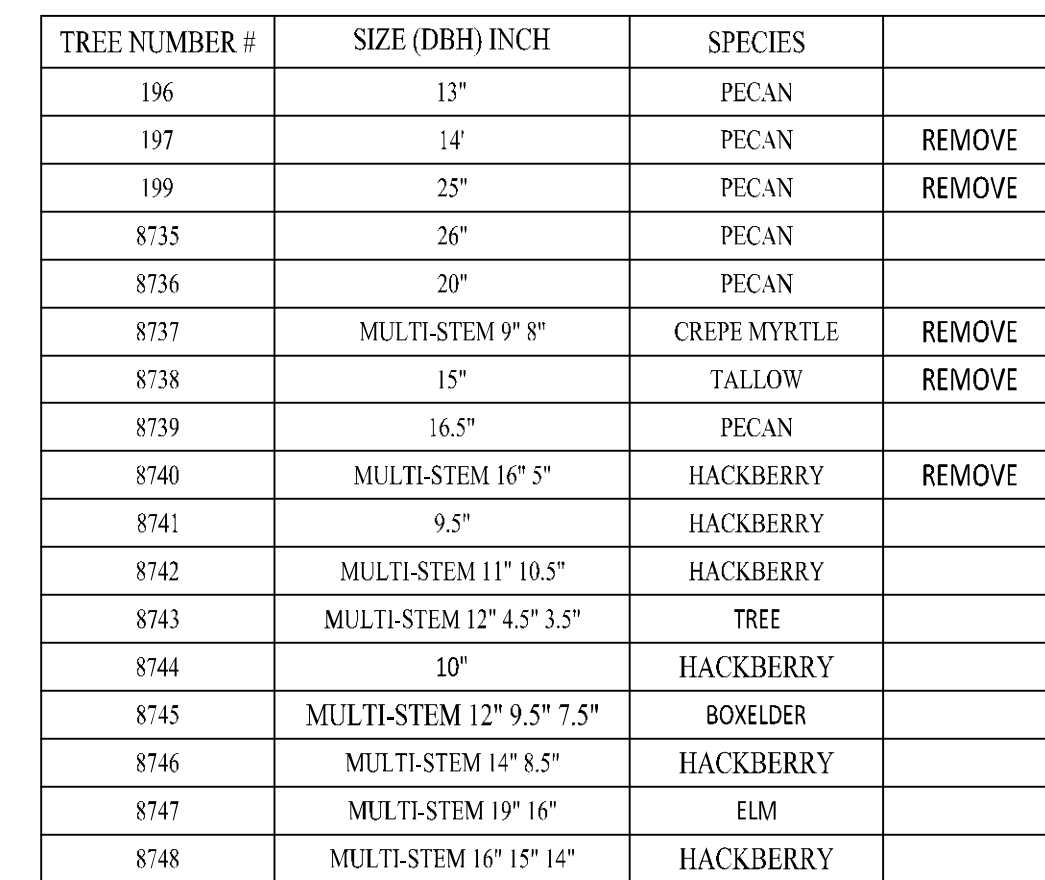 TREE NUMBER # SIZE (DBH) INCH SPECIES
196 13" PECAN
197 14' PECAN REMOVE
199 25" PECAN REMOVE
8735 26" PECAN
8736 20" PECAN
8737 MULTI-STEM 9" 8" CREPE MYRTLE REMOVE
8738 15" TALLOW REMOVE
8739 16.5" PECAN
8740 MULTI-STEM 16" 5" HACKBERRY REMOVE
8741 9.5" HACKBERRY
8742 MULTI-STEM 11" 10.5" HACKBERRY
8743 MULTI-STEM 12" 4.5" 3.5" TREE
8744 10" HACKBERRY
8745 MULTI-STEM 12" 9.5" 7.5" BOXELDER
8746 MULTI-STEM 14" 8.5" HACKBERRY
8747 MULTI-STEM 19" 16" ELM
8748 MULTI-STEM 16" 15" 14" HACKBERRY